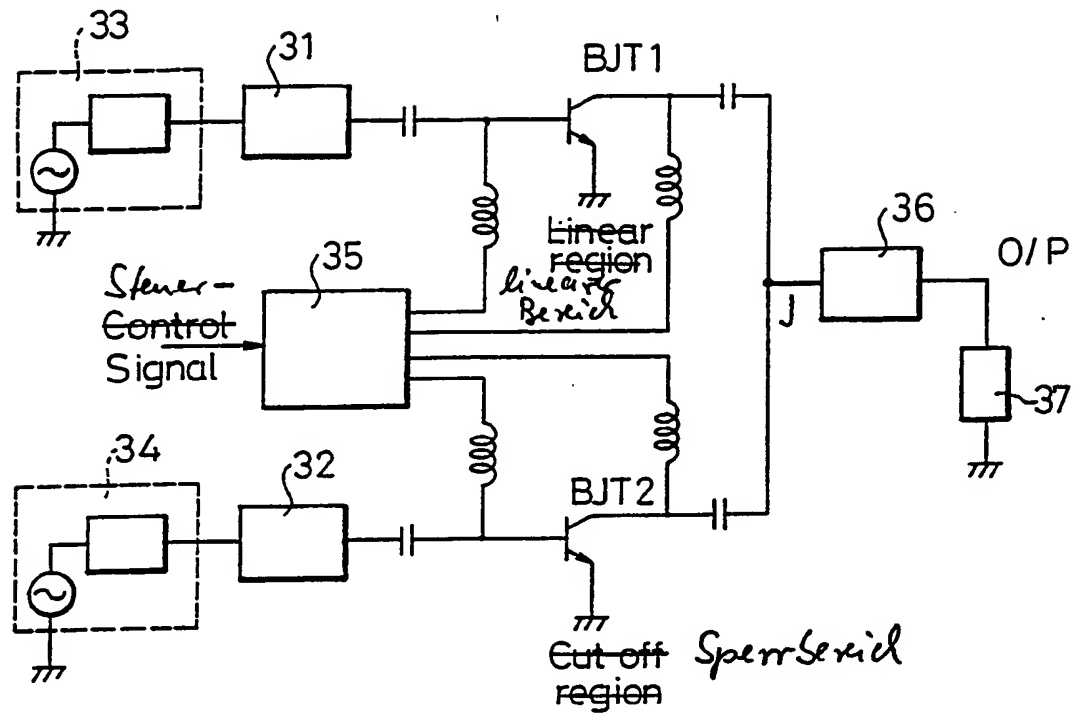 33
31
BJT1
Linear
region
linearer
Bereich
36
O/P
35
Steuer-
Control
Signal
J
37
34
32
BJT2
Cut off
region
Sperrbereich